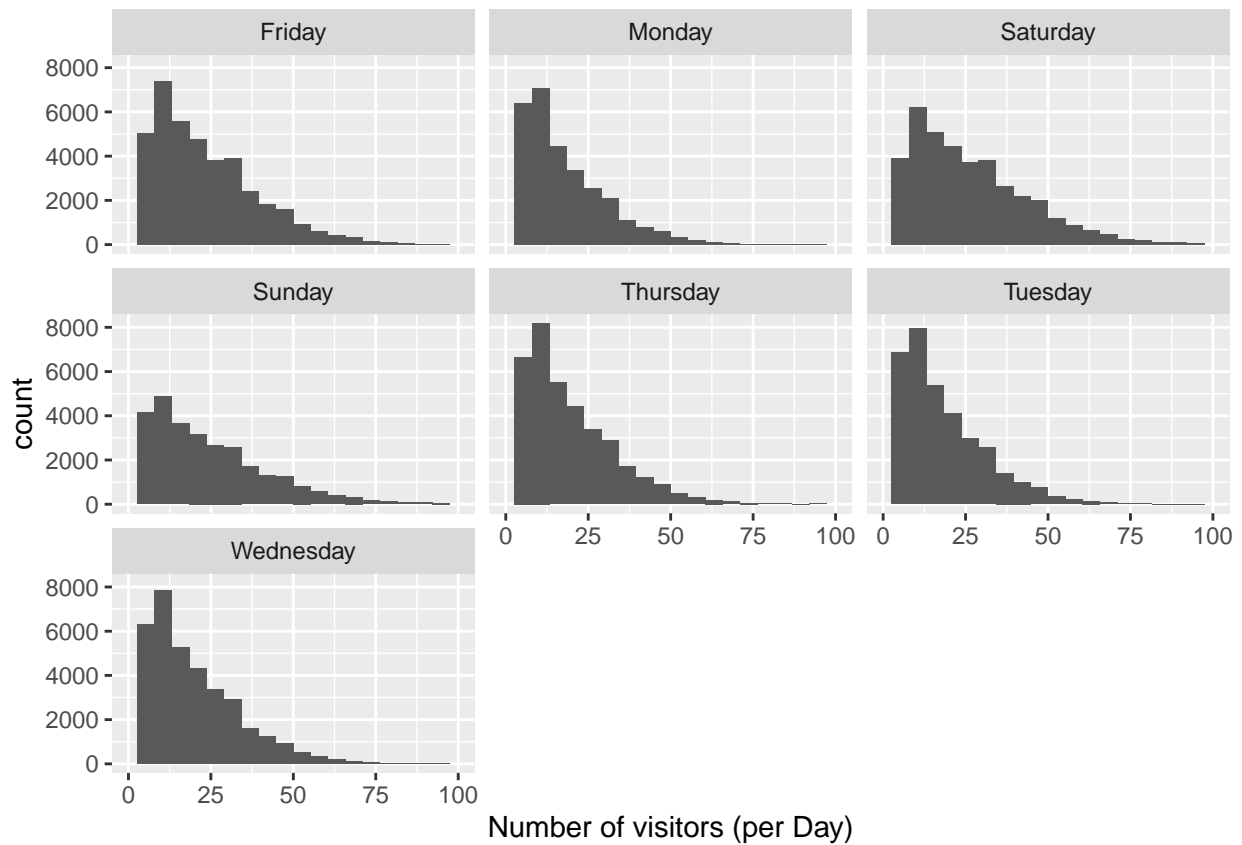 Friday Monday Saturday
8000
6000
4000
2000
0
Sunday Thursday Tuesday
8000
6000
4000
2000
0
0 25 50 75 100 0 25 50 75 100
Wednesday
8000
6000
4000
2000
0
0 25 50 75 100
count
Number of visitors (per Day)